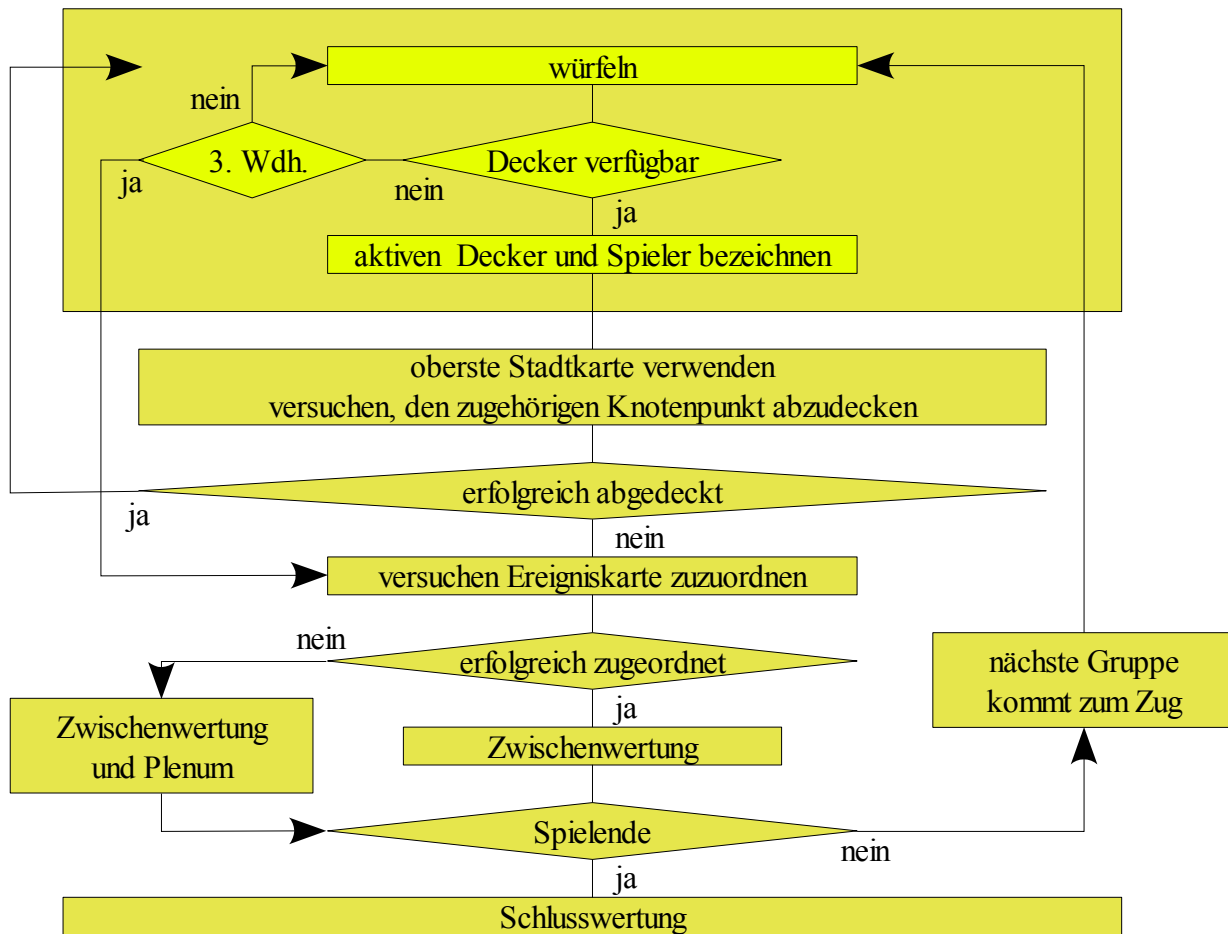 würfeln
nein
3. Wdh.
Decker verfügbar
ja
nein
ja
aktiven Decker und Spieler bezeichnen
oberste Stadtkarte verwenden
versuchen, den zugehörigen Knotenpunkt abzudecken
erfolgreich abgedeckt
ja
nein
versuchen Ereigniskarte zuzuordnen
nein
erfolgreich zugeordnet
nächste Gruppe
kommt zum Zug
ja
Zwischenwertung
und Plenum
Zwischenwertung
Spielende
nein
ja
Schlusswertung